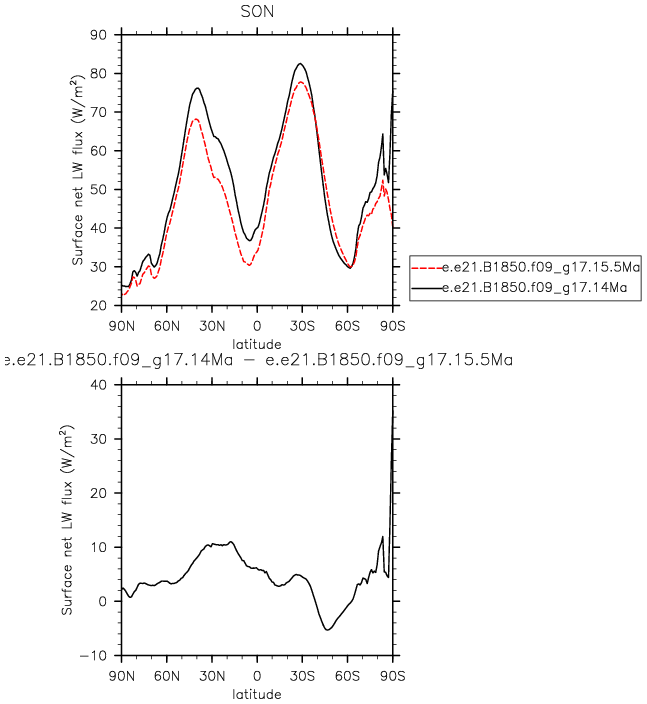 SON
90
80
70
60
50
40
30
20
Surface net LW flux (W/m²)
90N 60N 30N 0 30S 60S 90S
latitude
e.e21.B1850.f09_g17.15.5Ma
e.e21.B1850.f09_g17.14Ma
e.e21.B1850.f09_g17.14Ma − e.e21.B1850.f09_g17.15.5Ma
40
30
20
10
0
−10
Surface net LW flux (W/m²)
90N 60N 30N 0 30S 60S 90S
latitude